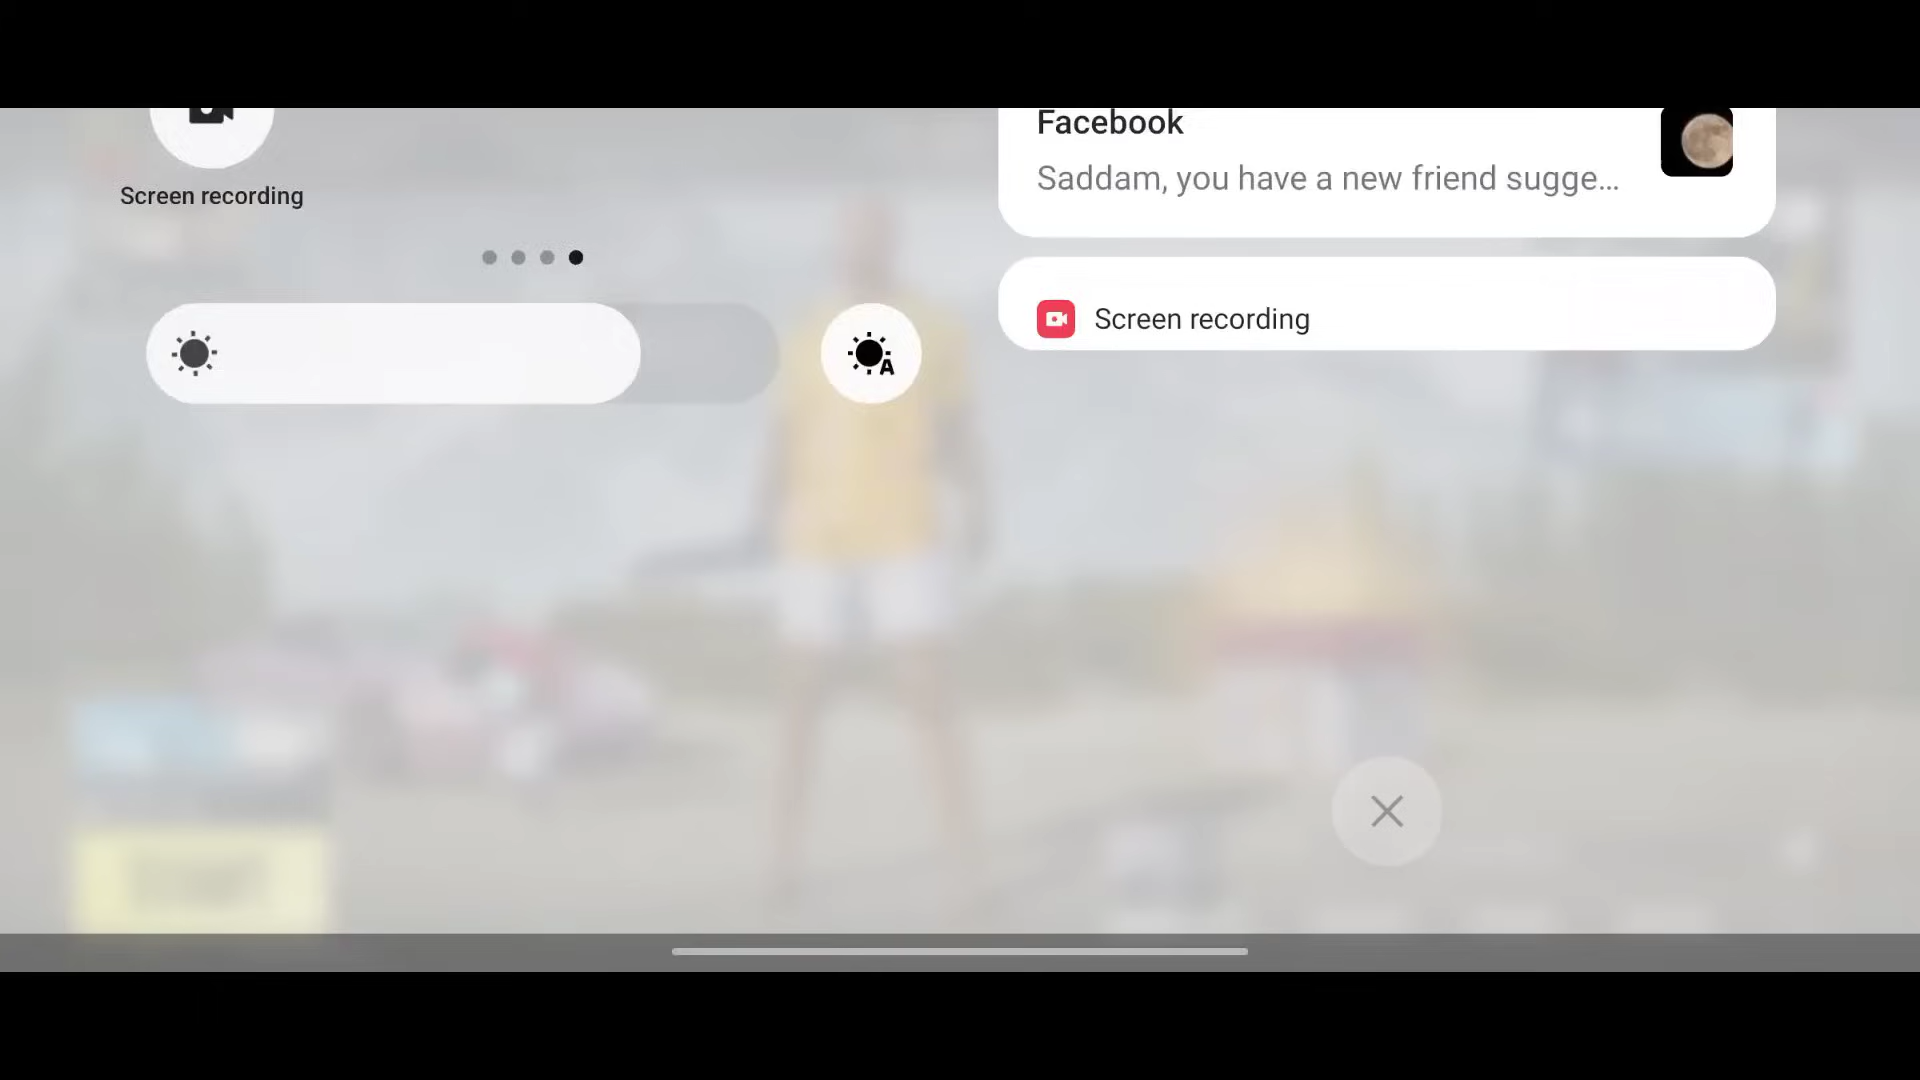 Screen recording
A
Facebook
Saddam, you have a new friend sugge...
Screen recording